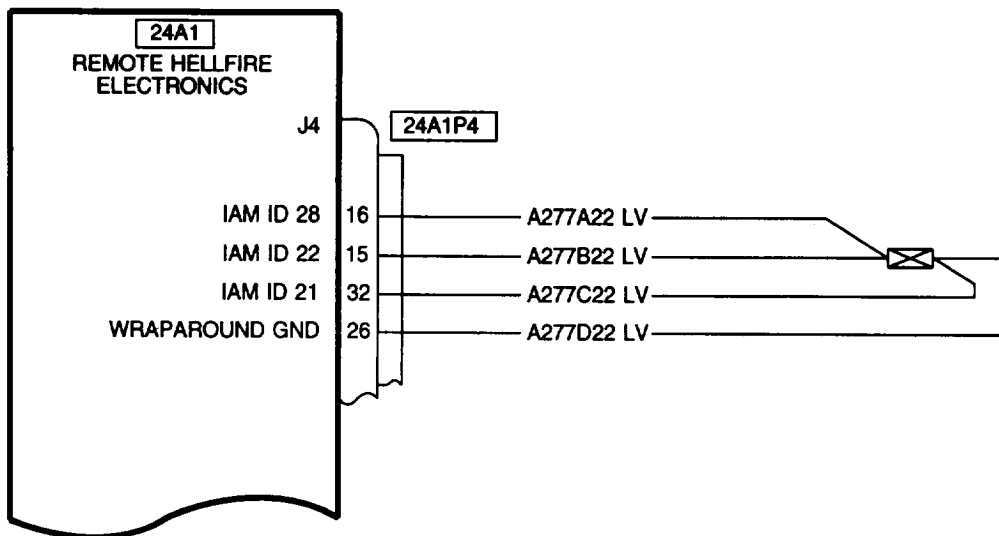 24A1
REMOTE HELLFIRE
ELECTRONICS
J4
24A1P4
IAM ID 28 16 A277A22 LV
IAM ID 22 15 A277B22 LV
IAM ID 21 32 A277C22 LV
WRAPAROUND GND 26 A277D22 LV